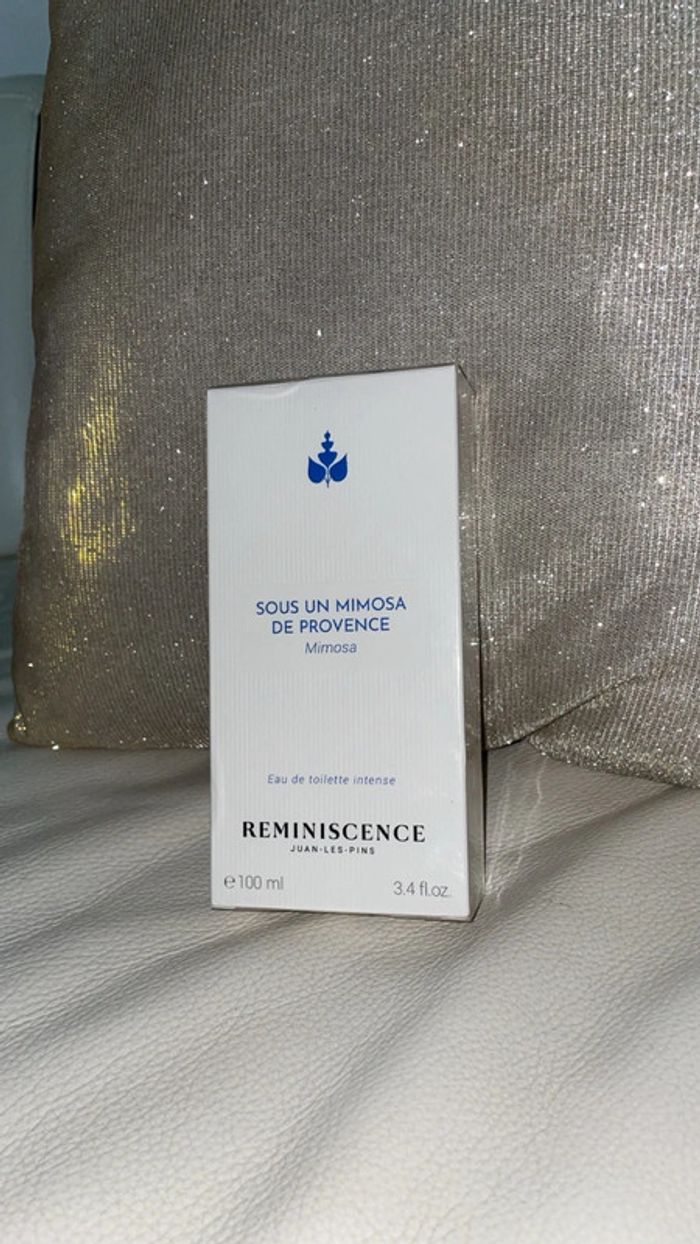 SOUS UN MIMOSA
DE PROVENCE
Mimosa
Eau de toilette intense
REMINISCENCE
JUAN-LES-PINS
℮100 ml
3.4 fl.oz.